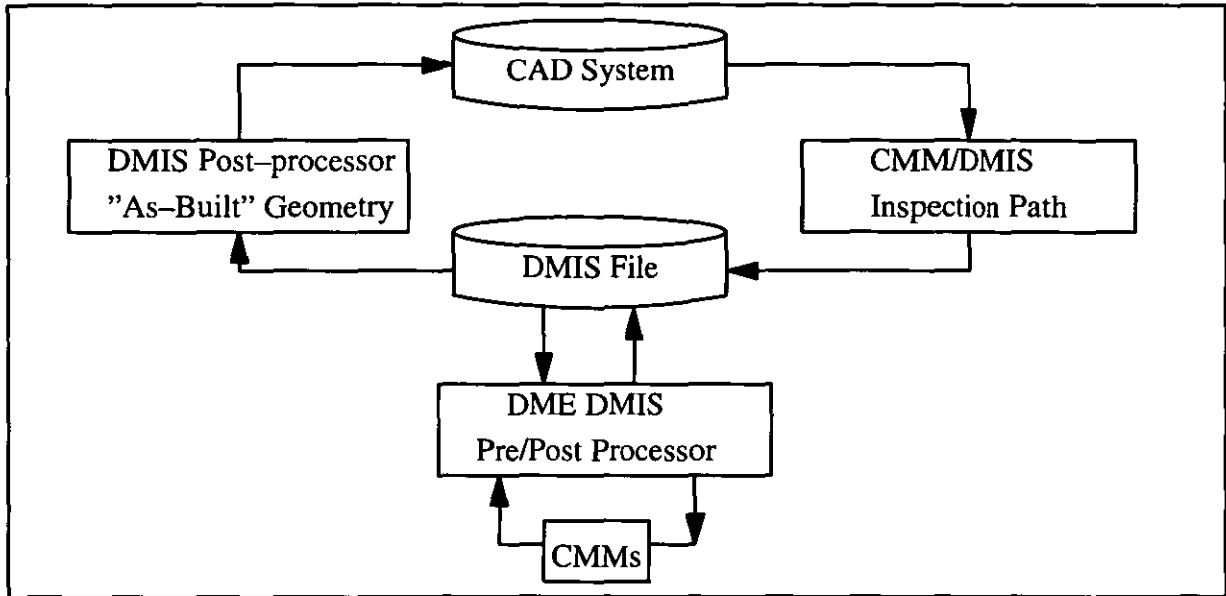 CAD System
DMIS Post–processor
”As–Built” Geometry
CMM/DMIS
Inspection Path
DMIS File
DME DMIS
Pre/Post Processor
CMMs